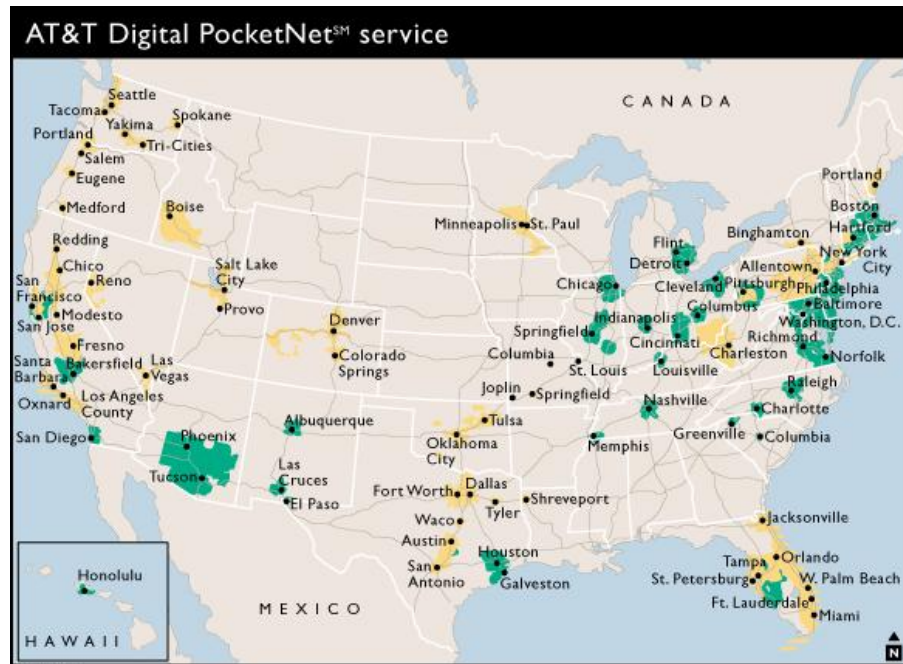 AT&T Digital PocketNet℠ service
CANADA
Seattle
Tacoma
Yakima
Spokane
Portland
Tri-Cities
Salem
Eugene
Medford
Boise
Redding
Chico
Reno
San
Francisco
Modesto
San Jose
Fresno
Santa
Barbara
Bakersfield
Las
Vegas
Oxnard
Los Angeles
County
San Diego
Salt Lake
City
Provo
Denver
Colorado
Springs
Phoenix
Tucson
Albuquerque
Las
Cruces
El Paso
Minneapolis
St. Paul
Chicago
Springfield
Indianapolis
Columbia
St. Louis
Joplin
Springfield
Tulsa
Oklahoma
City
Fort Worth
Dallas
Tyler
Shreveport
Waco
Austin
San
Antonio
Houston
Galveston
Flint
Detroit
Cleveland
Pittsburgh
Columbus
Cincinnati
Louisville
Charleston
Nashville
Memphis
Greenville
Charlotte
Columbia
Raleigh
Portland
Boston
Hartford
Binghamton
New York
City
Allentown
Philadelphia
Baltimore
Washington, D.C.
Richmond
Norfolk
Jacksonville
Orlando
Tampa
St. Petersburg
W. Palm Beach
Ft. Lauderdale
Miami
Honolulu
HAWAII
MEXICO
N